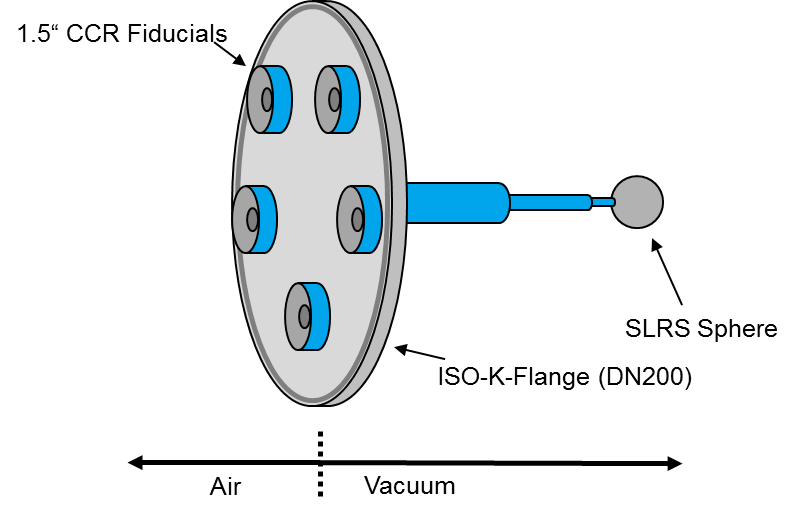 1.5“ CCR Fiducials
SLRS Sphere
ISO-K-Flange (DN200)
Air
Vacuum